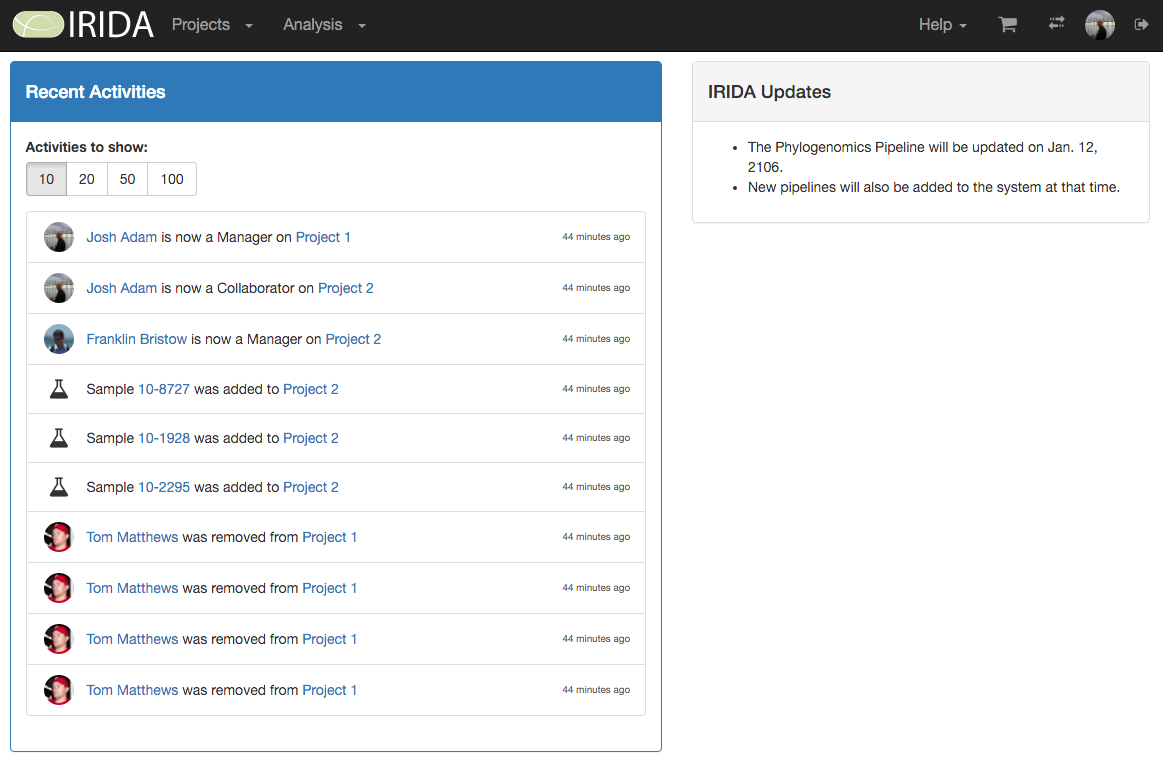 IRIDA Projects Analysis Help
Recent Activities
Activities to show:
10 20 50 100
Josh Adam is now a Manager on Project 1 44 minutes ago
Josh Adam is now a Collaborator on Project 2 44 minutes ago
Franklin Bristow is now a Manager on Project 2 44 minutes ago
Sample 10-8727 was added to Project 2 44 minutes ago
Sample 10-1928 was added to Project 2 44 minutes ago
Sample 10-2295 was added to Project 2 44 minutes ago
Tom Matthews was removed from Project 1 44 minutes ago
Tom Matthews was removed from Project 1 44 minutes ago
Tom Matthews was removed from Project 1 44 minutes ago
Tom Matthews was removed from Project 1 44 minutes ago
IRIDA Updates
• The Phylogenomics Pipeline will be updated on Jan. 12,
2106.
• New pipelines will also be added to the system at that time.